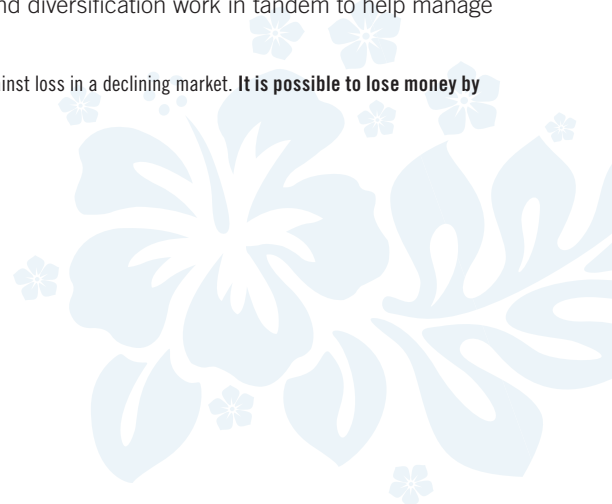 nd diversification work in tandem to help manage
inst loss in a declining market. It is possible to lose money by